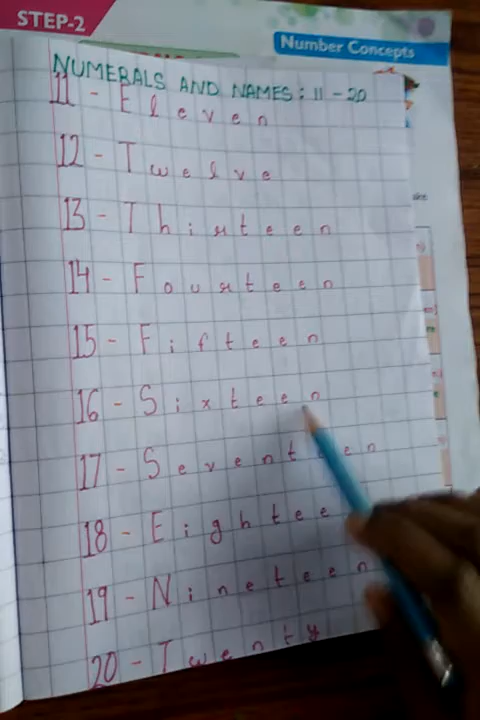 STEP-2
Number Concepts
NUMERALS AND NAMES: 11-20
11 - Eleven
12 - Twelve
13 - Thirteen
14 - Fourteen
15 - Fifteen
16 - Sixteen
17 - Seventeen
18 - Eightee
19 - Nineteen
20 - Twenty